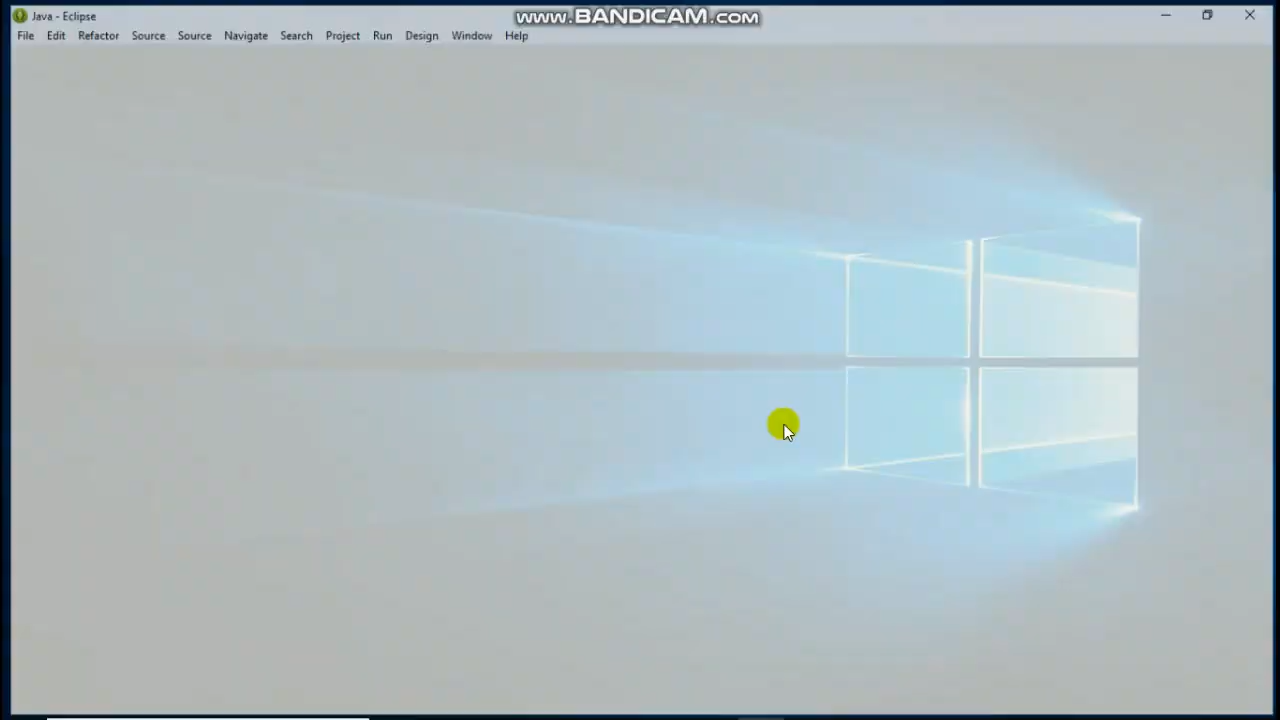 Java - Eclipse
www.BANDICAM.com
File Edit Refactor Source Source Navigate Search Project Run Design Window Help